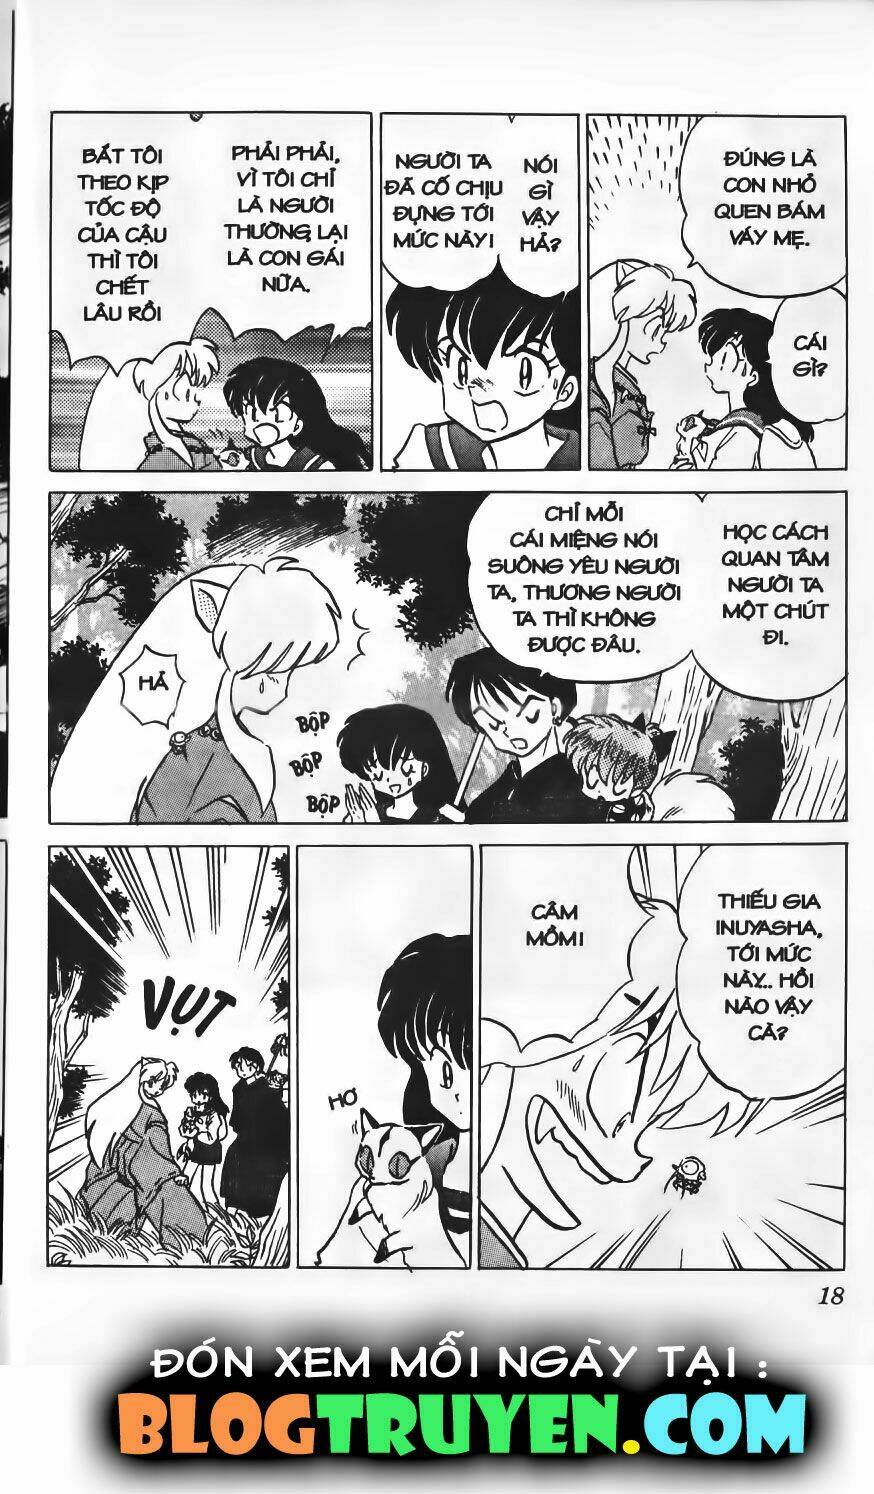 ĐÚNG LÀ
CON NHỎ
QUEN BÁM
VÁY MẸ.
CÁI
GÌ?
NÓI
GÌ
VẬY
HẢ?
NGƯỜI TA
ĐÃ CỐ CHỊU
ĐỰNG TỚI
MỨC NÀY!
PHẢI PHẢI,
VÌ TÔI CHỈ
LÀ NGƯỜI
THƯỜNG, LẠI
LÀ CON GÁI
NỮA.
BẮT TÔI
THEO KỊP
TỐC ĐỘ
CỦA CẬU
THÌ TÔI
CHẾT
LÂU RỒI
HỌC CÁCH
QUAN TÂM
NGƯỜI TA
MỘT CHÚT
ĐI.
CHỈ MỖI
CÁI MIỆNG NÓI
SUÔNG YÊU NGƯỜI
TA, THƯƠNG NGƯỜI
TA THÌ KHÔNG
ĐƯỢC ĐÂU.
BỘP
BỘP
BỘP
HẢ
THIẾU GIA
INUYASHA,
TỚI MỨC
NÀY... HỒI
NÀO VẬY
CÀ?
CÂM
MỒM!
HƠ
VỤT
18
ĐÓN XEM MỖI NGÀY TẠI :
BLOGTRUYEN.COM